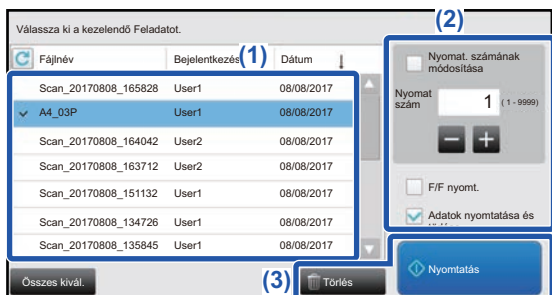 Válassza ki a kezelendő Feladatot.
(2)
Fájlnév Bejelentkezés (1) Dátum
Scan_20170808_165828 User1 08/08/2017
A4_03P User1 08/08/2017
Scan_20170808_164042 User2 08/08/2017
Scan_20170808_163712 User2 08/08/2017
Scan_20170808_151132 User1 08/08/2017
Scan_20170808_134726 User1 08/08/2017
Scan_20170808_135845 User1 08/08/2017
Nyomat. számának
módosítása
Nyomat
szám
1 (1 - 9999)
F/F nyomt.
Adatok nyomtatása és
Összes kivál.
(3)
Törlés
Nyomtatás